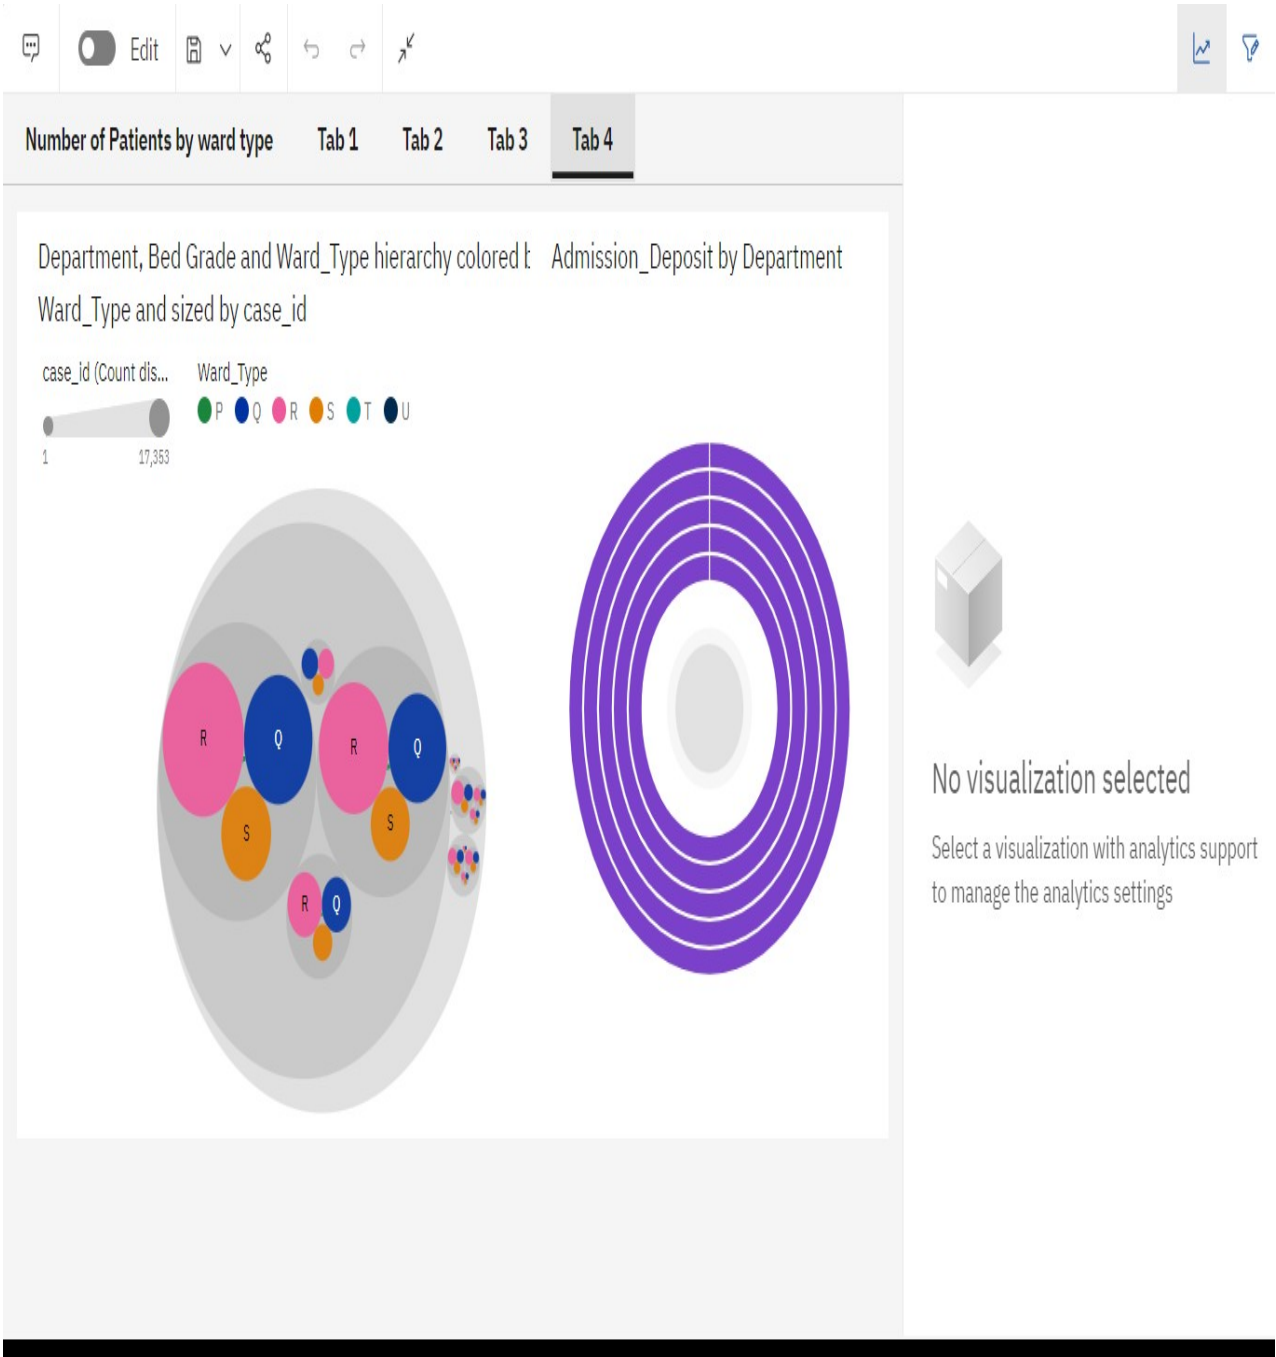 Edit
Number of Patients by ward type Tab 1 Tab 2 Tab 3 Tab 4
Department, Bed Grade and Ward_Type hierarchy colored
Ward_Type and sized by case_id
Admission_Deposit by Department
case_id (Count dis...
1 17,353
Ward_Type
P Q R S T U
R Q R Q
S S
R Q
No visualization selected
Select a visualization with analytics support
to manage the analytics settings